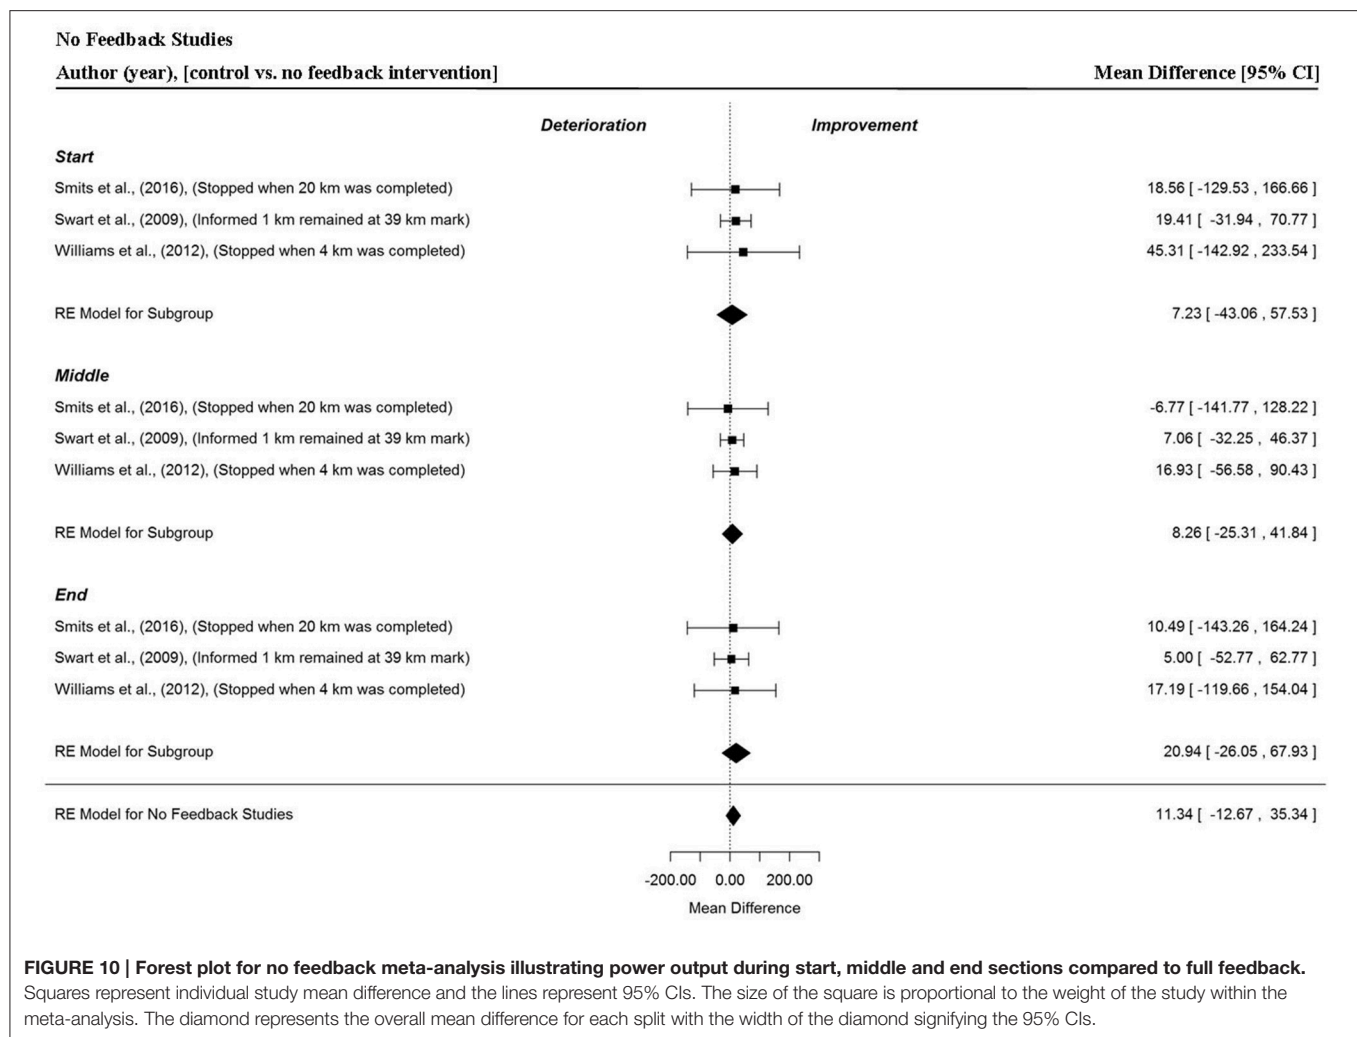 No Feedback Studies
Author (year), [control vs. no feedback intervention] Mean Difference [95% CI]
Deterioration Improvement
Start
Smits et al., (2016), (Stopped when 20 km was completed) 18.56 [ -129.53 , 166.66 ]
Swart et al., (2009), (Informed 1 km remained at 39 km mark) 19.41 [ -31.94 , 70.77 ]
Williams et al., (2012), (Stopped when 4 km was completed) 45.31 [ -142.92 , 233.54 ]
RE Model for Subgroup 7.23 [ -43.06 , 57.53 ]
Middle
Smits et al., (2016), (Stopped when 20 km was completed) -6.77 [ -141.77 , 128.22 ]
Swart et al., (2009), (Informed 1 km remained at 39 km mark) 7.06 [ -32.25 , 46.37 ]
Williams et al., (2012), (Stopped when 4 km was completed) 16.93 [ -56.58 , 90.43 ]
RE Model for Subgroup 8.26 [ -25.31 , 41.84 ]
End
Smits et al., (2016), (Stopped when 20 km was completed) 10.49 [ -143.26 , 164.24 ]
Swart et al., (2009), (Informed 1 km remained at 39 km mark) 5.00 [ -52.77 , 62.77 ]
Williams et al., (2012), (Stopped when 4 km was completed) 17.19 [ -119.66 , 154.04 ]
RE Model for Subgroup 20.94 [ -26.05 , 67.93 ]
RE Model for No Feedback Studies 11.34 [ -12.67 , 35.34 ]
-200.00 0.00 200.00
Mean Difference
FIGURE 10 | Forest plot for no feedback meta-analysis illustrating power output during start, middle and end sections compared to full feedback.
Squares represent individual study mean difference and the lines represent 95% CIs. The size of the square is proportional to the weight of the study within the
meta-analysis. The diamond represents the overall mean difference for each split with the width of the diamond signifying the 95% CIs.